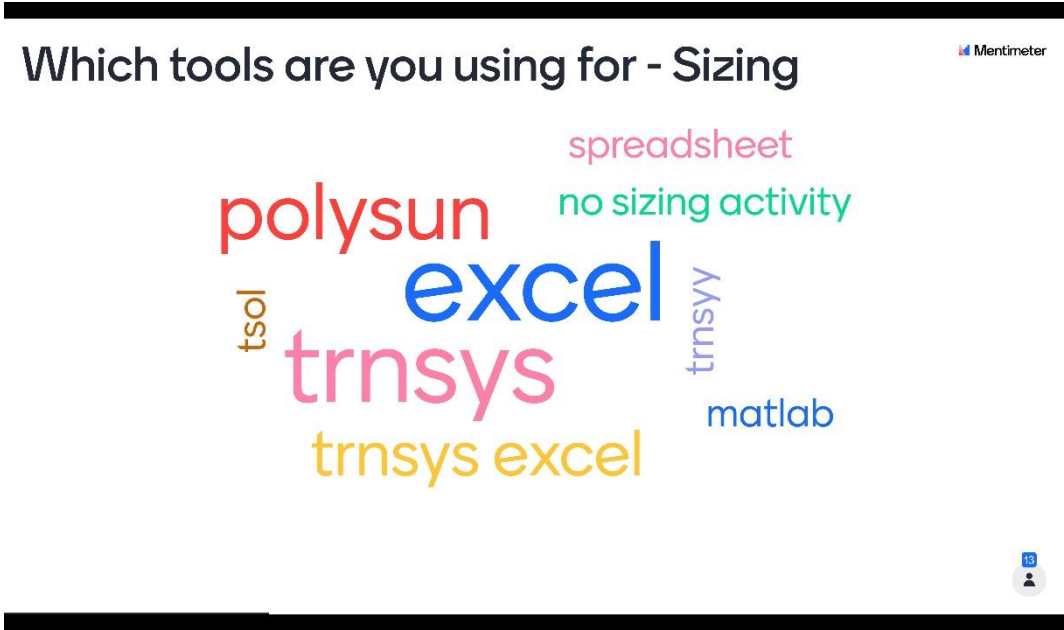 Which tools are you using for - Sizing
Mentimeter
spreadsheet
polysun
no sizing activity
excel
tsol
trnsyy
trnsys
matlab
trnsys excel
13